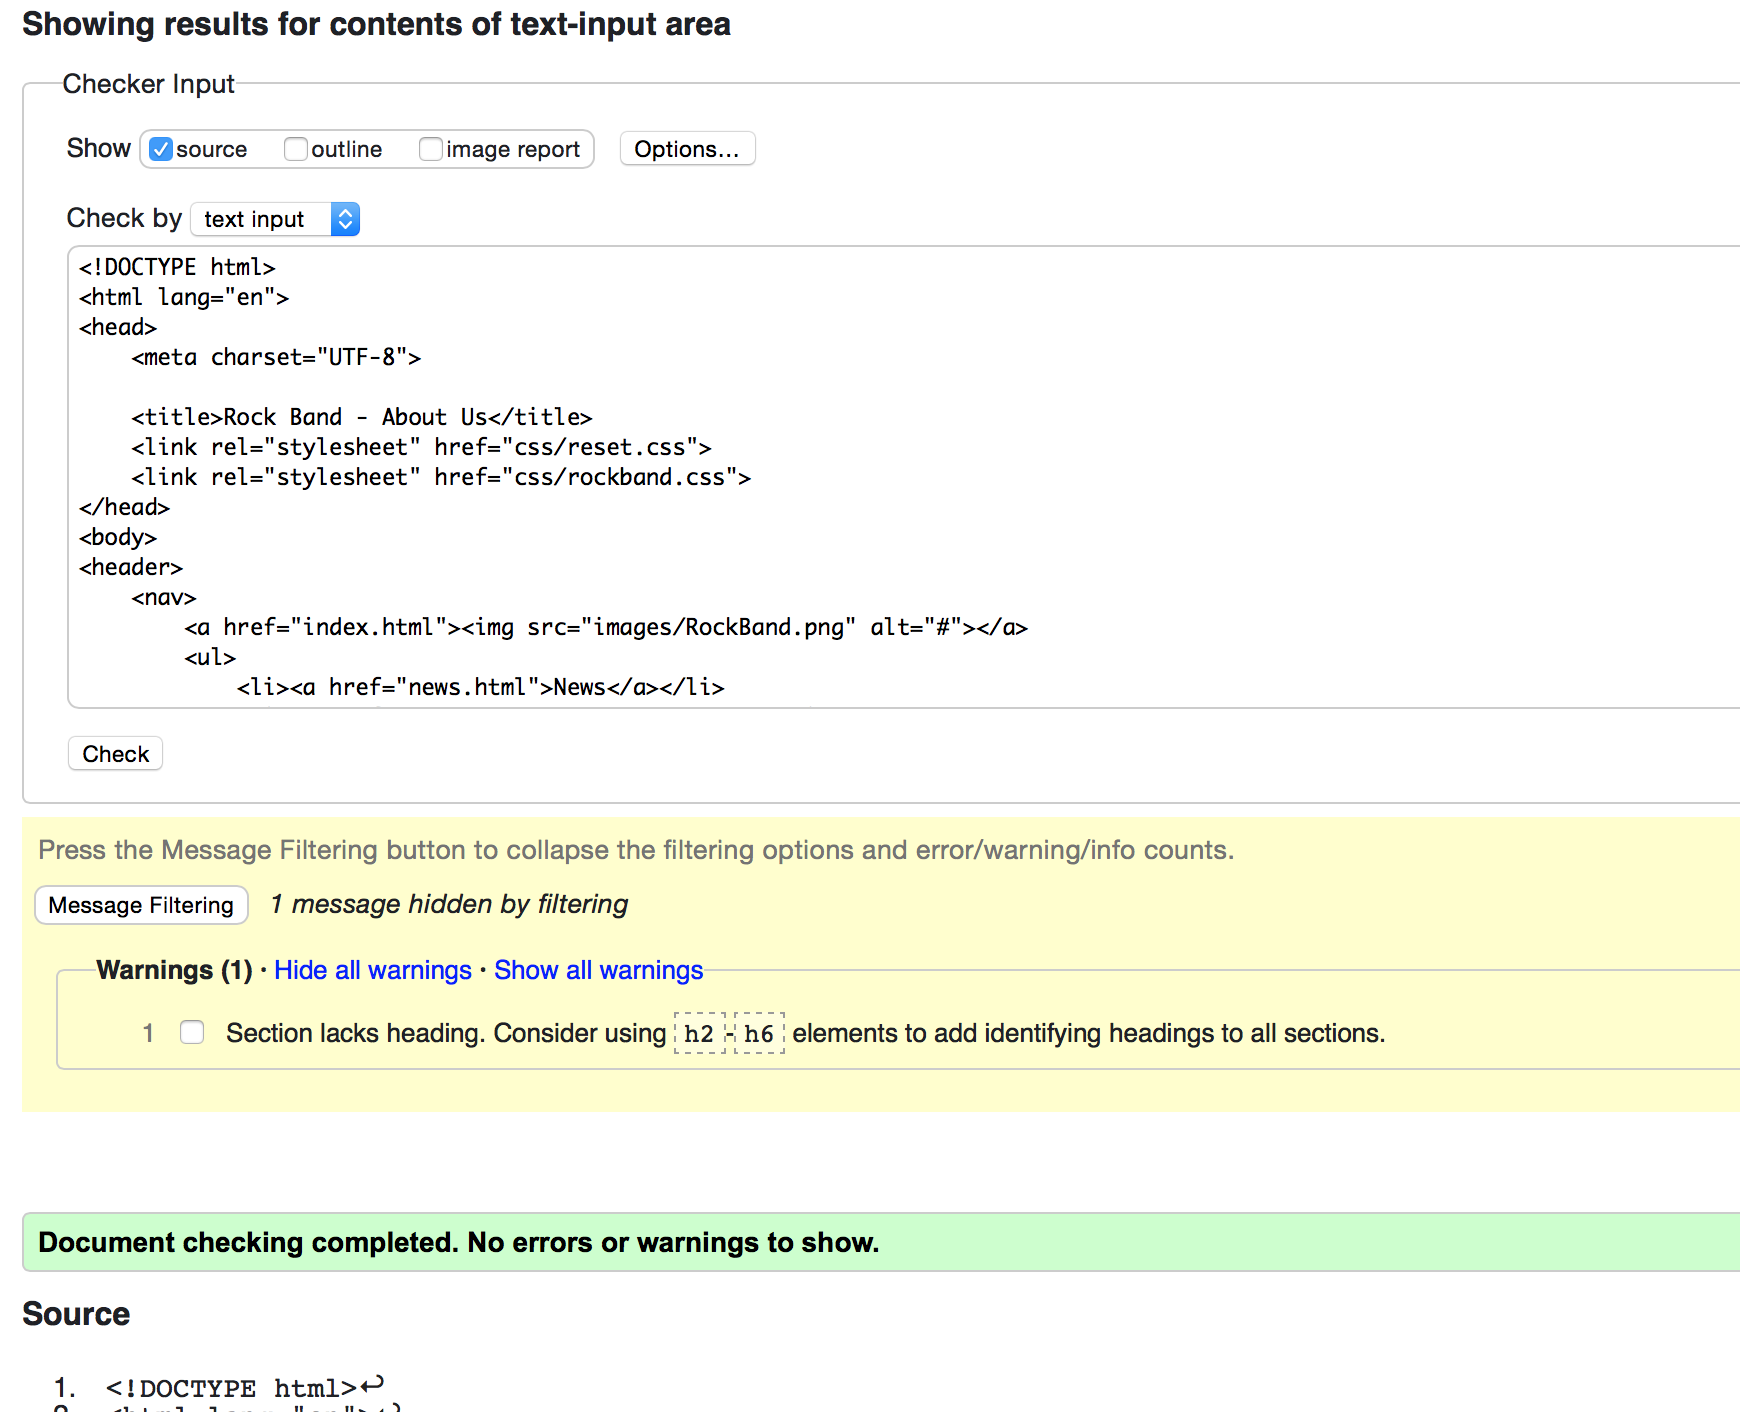 Showing results for contents of text-input area
Checker Input
Show source outline image report Options...
Check by text input
<!DOCTYPE html>
<html lang="en">
<head>
    <meta charset="UTF-8">
    <title>Rock Band - About Us</title>
    <link rel="stylesheet" href="css/reset.css">
    <link rel="stylesheet" href="css/rockband.css">
</head>
<body>
<header>
    <nav>
        <a href="index.html"><img src="images/RockBand.png" alt="#"></a>
        <ul>
            <li><a href="news.html">News</a></li>
Check
Press the Message Filtering button to collapse the filtering options and error/warning/info counts.
Message Filtering 1 message hidden by filtering
Warnings (1) · Hide all warnings · Show all warnings
1 Section lacks heading. Consider using h2-h6 elements to add identifying headings to all sections.
Document checking completed. No errors or warnings to show.
Source
1. <!DOCTYPE html>↩